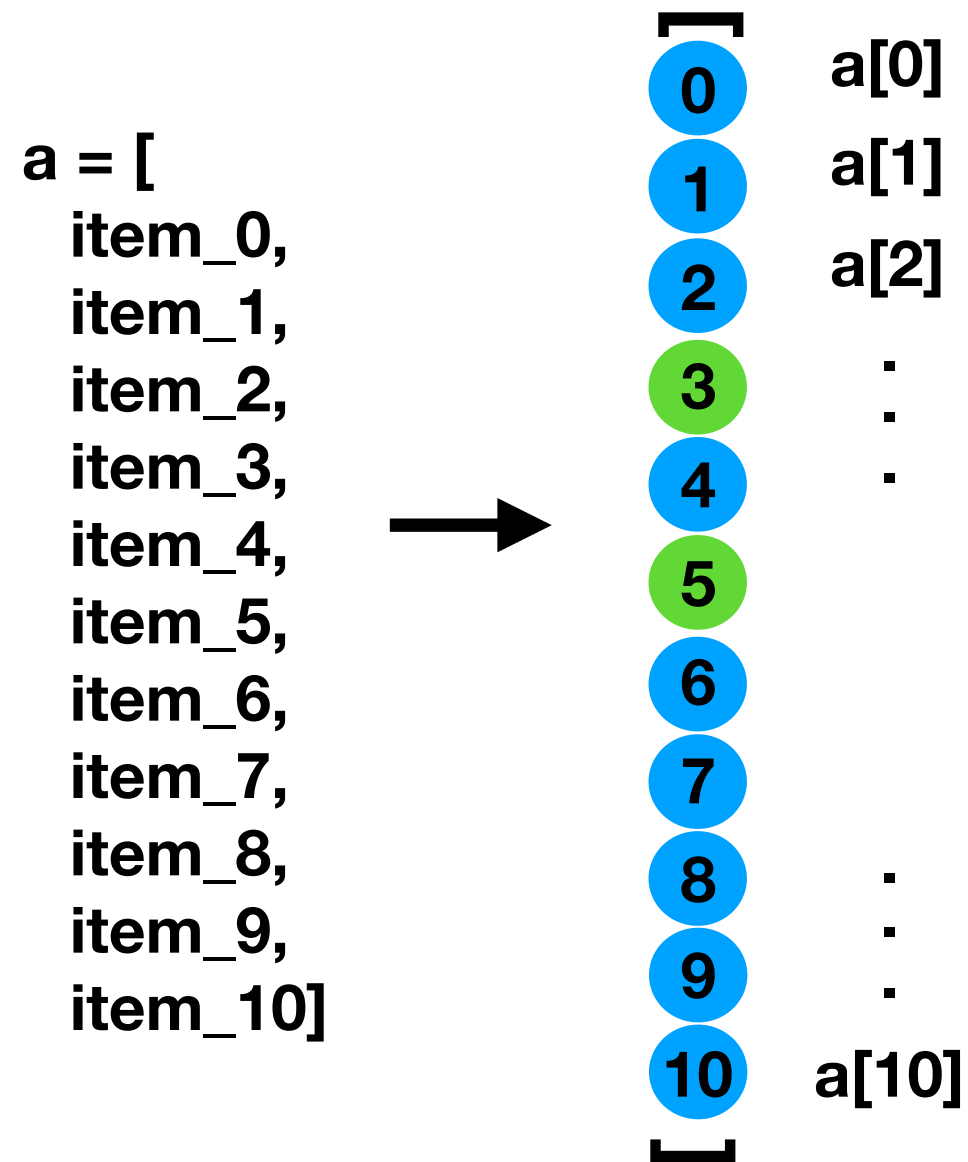 a = [
item_0,
item_1,
item_2,
item_3,
item_4,
item_5,
item_6,
item_7,
item_8,
item_9,
item_10]
[
0 a[0]
1 a[1]
2 a[2]
3 .
.
4 .
5
6
7
8 .
.
9 .
10 a[10]
]